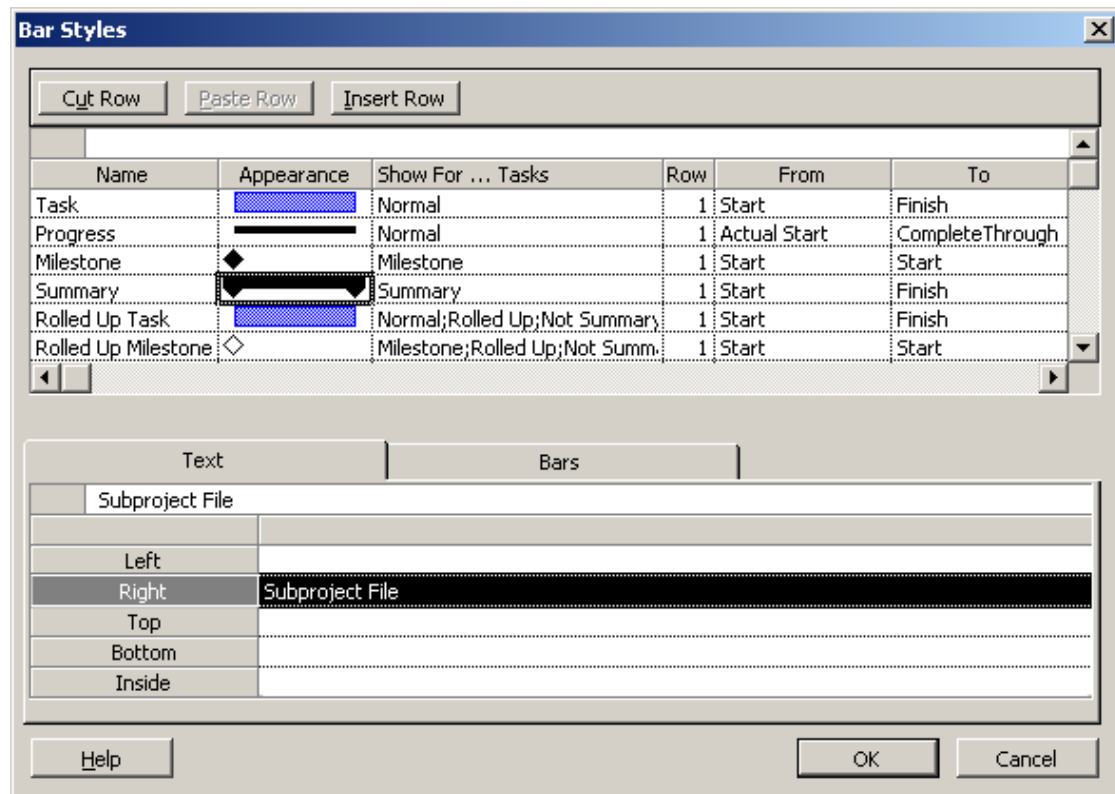 Bar Styles
Cut Row Paste Row Insert Row
Name Appearance Show For ... Tasks Row From To
Task Normal 1 Start Finish
Progress Normal 1 Actual Start CompleteThrough
Milestone Milestone 1 Start Start
Summary Summary 1 Start Finish
Rolled Up Task Normal;Rolled Up;Not Summary 1 Start Finish
Rolled Up Milestone Milestone;Rolled Up;Not Summ 1 Start Start
Text Bars
Subproject File
Left
Right Subproject File
Top
Bottom
Inside
Help OK Cancel